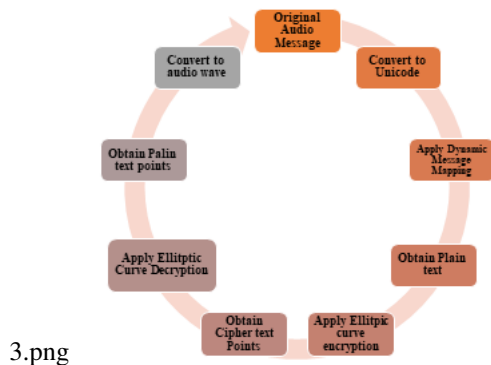 Original
Audio
Message
Convert to
Unicode
Apply Dynamic
Message
Mapping
Obtain Plain
text
Apply Ellitpic
curve
encryption
Obtain
Cipher text
Points
Apply Ellitptic
Curve Decryption
Obtain Palin
text points
Convert to
audio wave
3.png